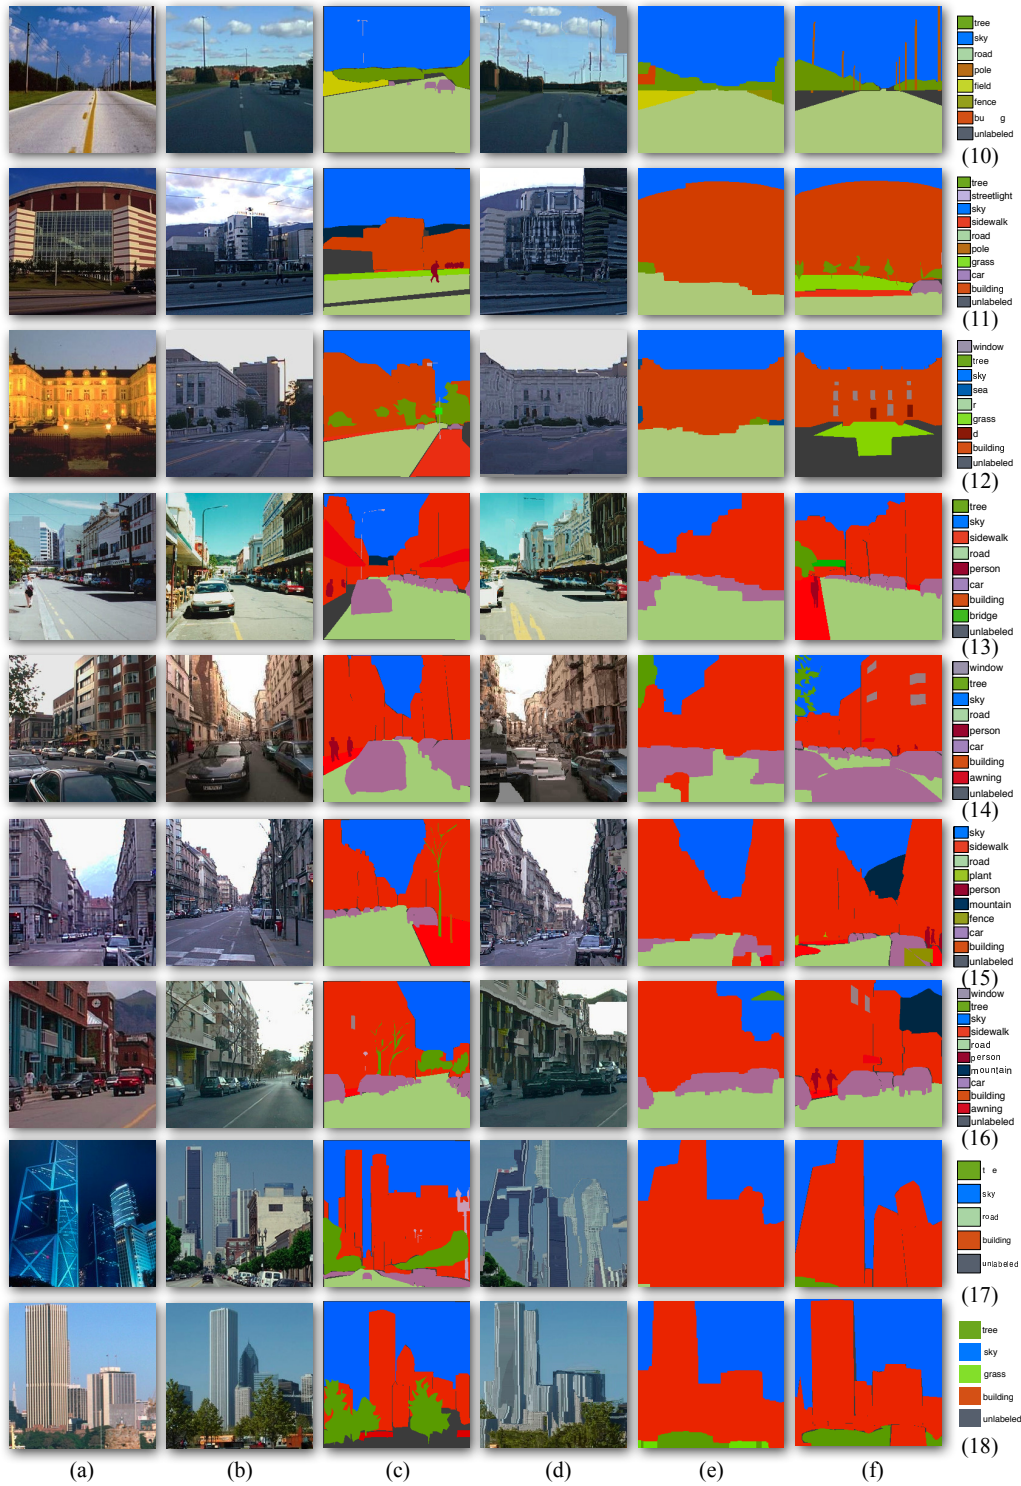 tree
sky
road
pole
field
fence
bu g
unlabeled
(10)
tree
streetlight
sky
sidewalk
road
pole
grass
car
building
unlabeled
(11)
window
tree
sky
sea
r
grass
d
building
unlabeled
(12)
tree
sky
sidewalk
road
person
car
building
bridge
unlabeled
(13)
window
tree
sky
road
person
car
building
awning
unlabeled
(14)
sky
sidewalk
road
plant
person
mountain
fence
car
building
unlabeled
(15)
window
tree
sky
sidewalk
road
person
mountain
car
building
awning
unlabeled
(16)
t e
sky
road
building
unlabeled
(17)
tree
sky
grass
building
unlabeled
(18)
(a) (b) (c) (d) (e) (f)